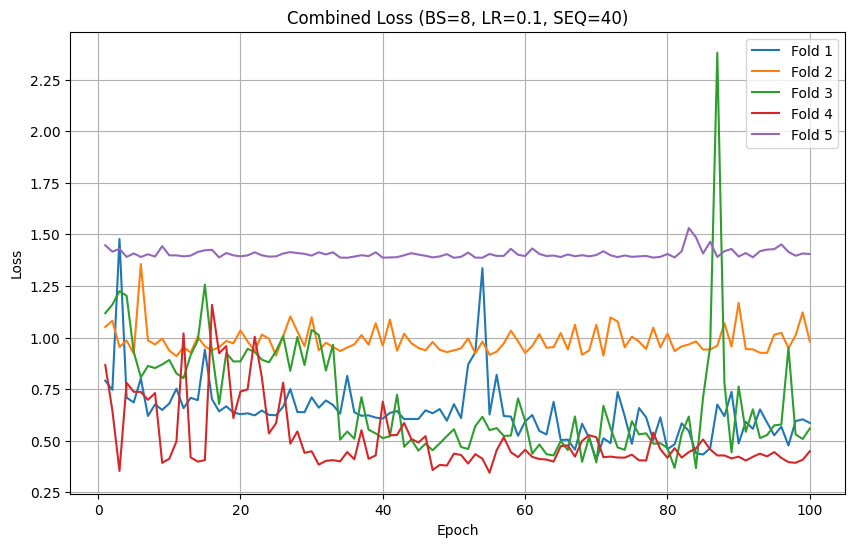 Combined Loss (BS=8, LR=0.1, SEQ=40)
Loss
2.25
2.00
1.75
1.50
1.25
1.00
0.75
0.50
0.25
Fold 1
Fold 2
Fold 3
Fold 4
Fold 5
0 20 40 60 80 100
Epoch